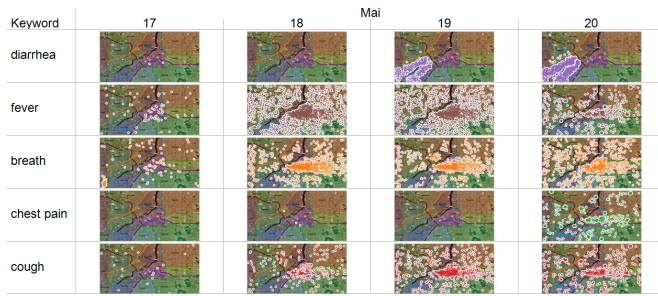 Mai
Keyword 17 18 19 20
diarrhea
fever
breath
chest pain
cough